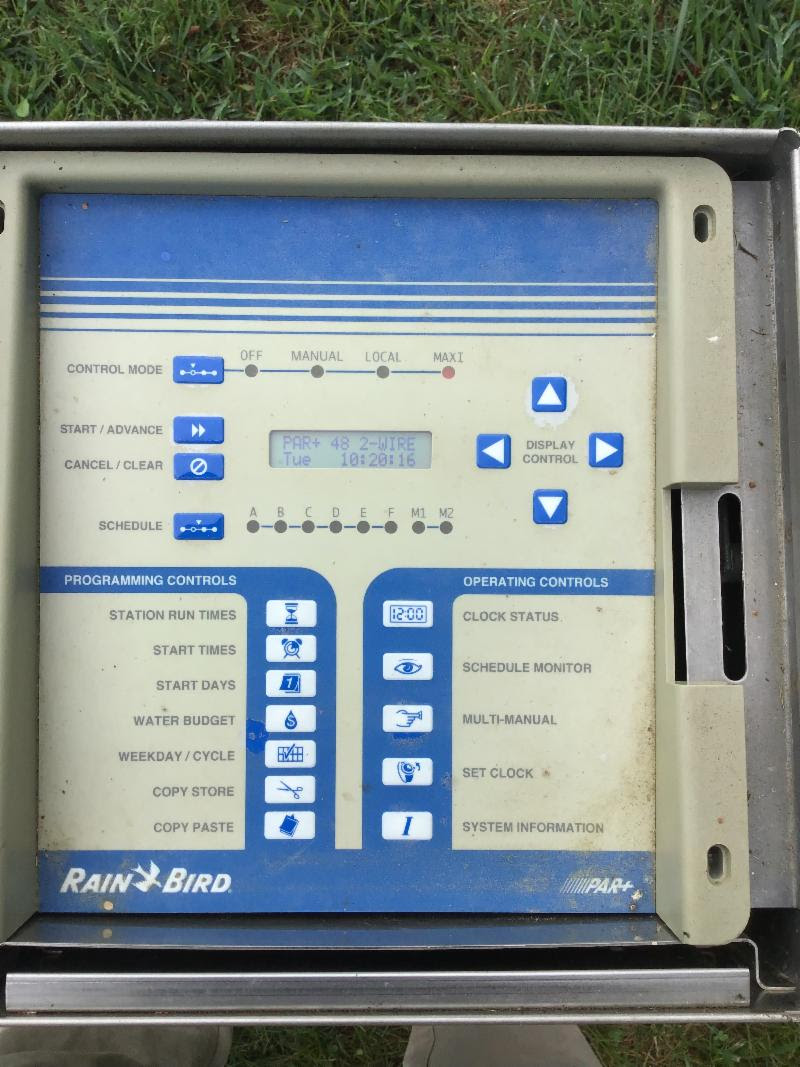 OFF MANUAL LOCAL MAXI
CONTROL MODE
START / ADVANCE
CANCEL / CLEAR
PAR+ 48 2-WIRE
Tue 10:20:16
DISPLAY
CONTROL
A B C D E F M1 M2
SCHEDULE
PROGRAMMING CONTROLS
STATION RUN TIMES
START TIMES
START DAYS
1
WATER BUDGET
$
WEEKDAY / CYCLE
COPY STORE
COPY PASTE
OPERATING CONTROLS
12:00 CLOCK STATUS
SCHEDULE MONITOR
MULTI-MANUAL
SET CLOCK
I SYSTEM INFORMATION
RAIN BIRD
PAR+